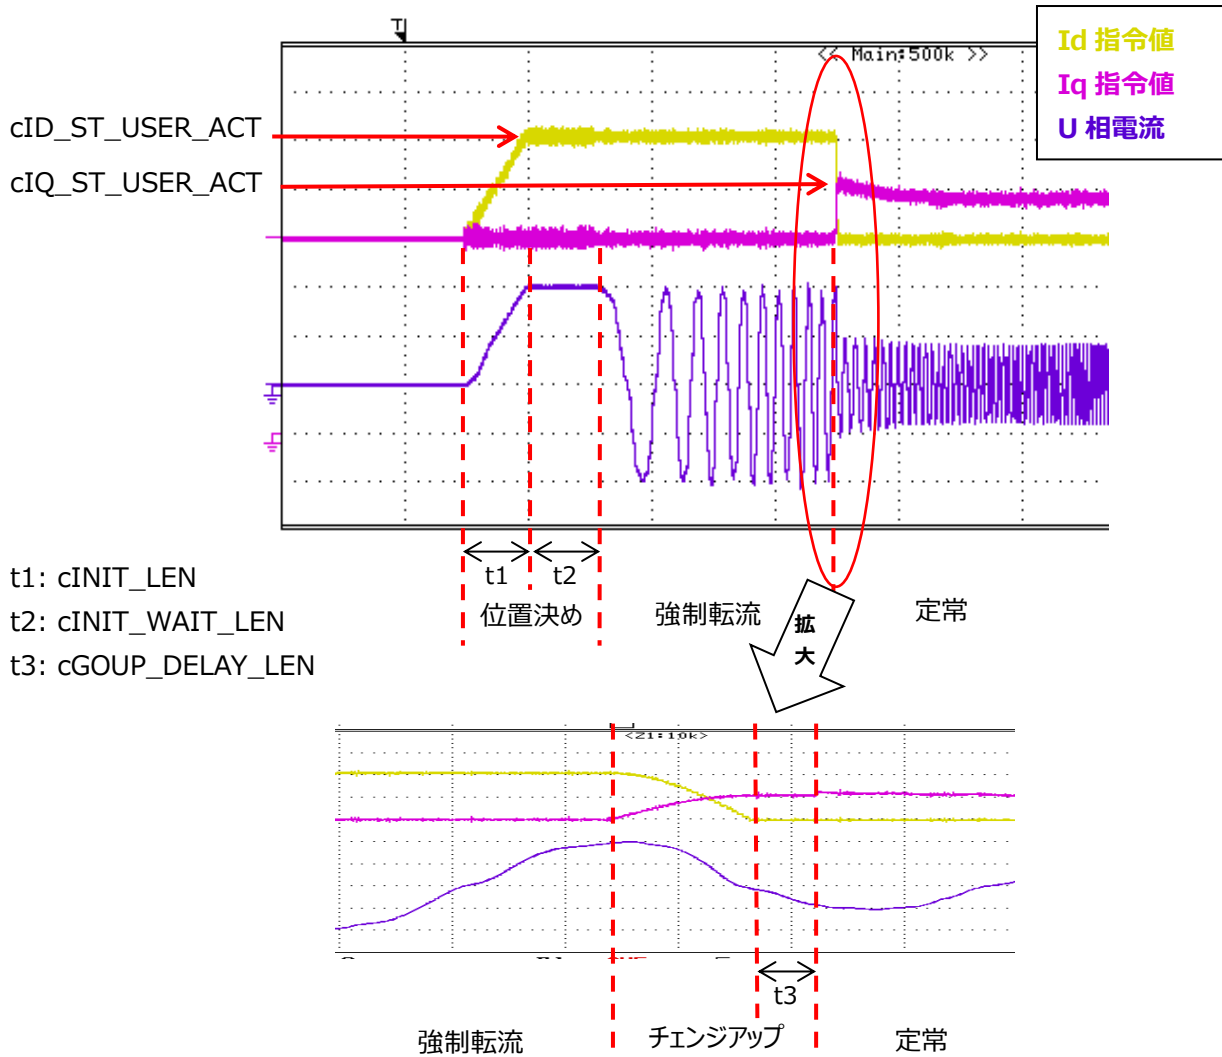 T
<< Main:500k >>
Id 指令値
Iq 指令値
U 相電流
cID_ST_USER_ACT
cIQ_ST_USER_ACT
t1
t2
t1: cINIT_LEN
t2: cINIT_WAIT_LEN
t3: cGOUP_DELAY_LEN
位置決め
強制転流
定常
拡
大
<Z1:10k>
t3
強制転流
チェンジアップ
定常